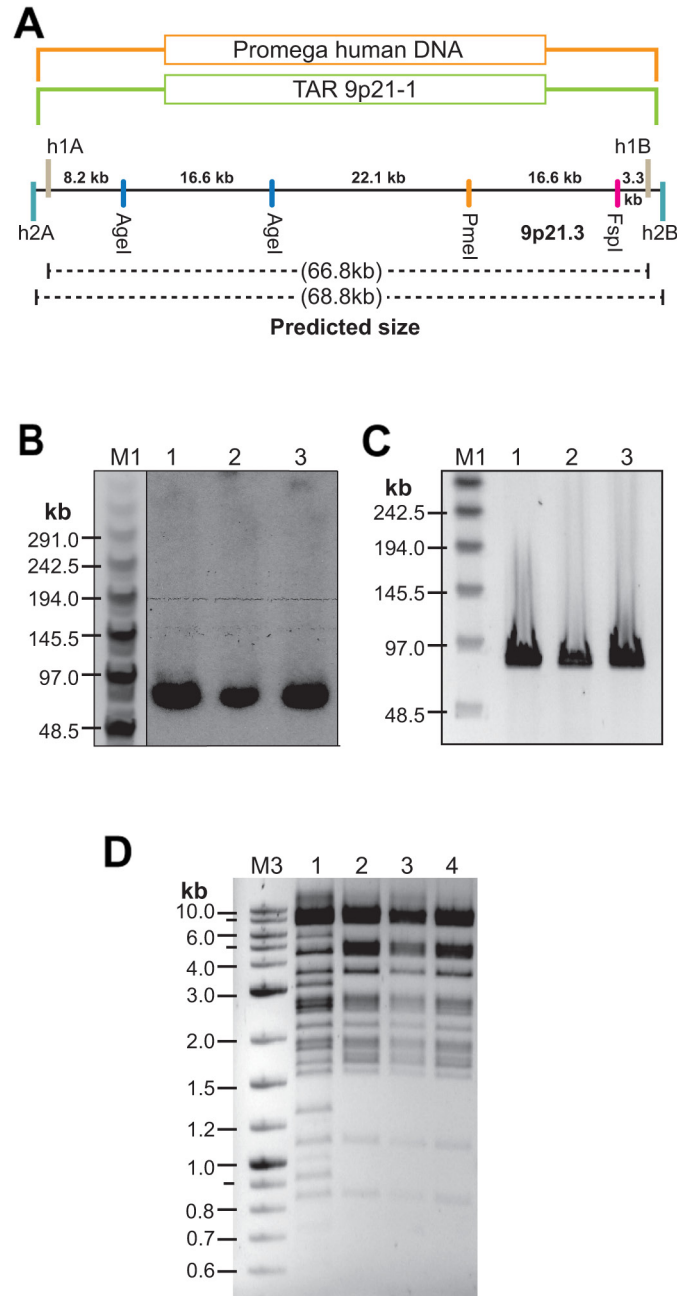 A
Promega human DNA
TAR 9p21-1
h1A h1B
8.2 kb 16.6 kb 22.1 kb 16.6 kb 3.3 kb
h2A AgeI AgeI PmeI 9p21.3 FspI h2B
(66.8kb)
(68.8kb)
Predicted size
B
M1 1 2 3
kb
291.0
242.5
194.0
145.5
97.0
48.5
C
M1 1 2 3
kb
242.5
194.0
145.5
97.0
48.5
D
M3 1 2 3 4
kb
10.0
6.0
4.0
3.0
2.0
1.5
1.2
1.0
0.8
0.7
0.6